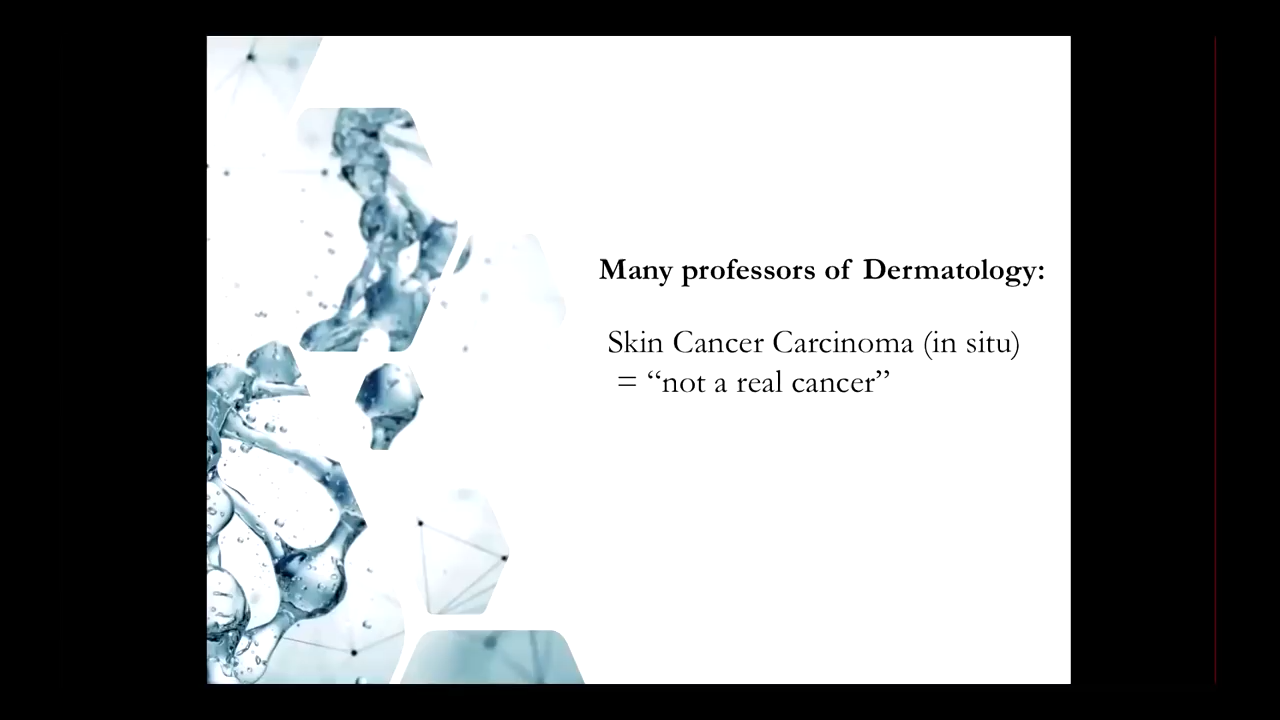 Many professors of Dermatology:
Skin Cancer Carcinoma (in situ)
= “not a real cancer”